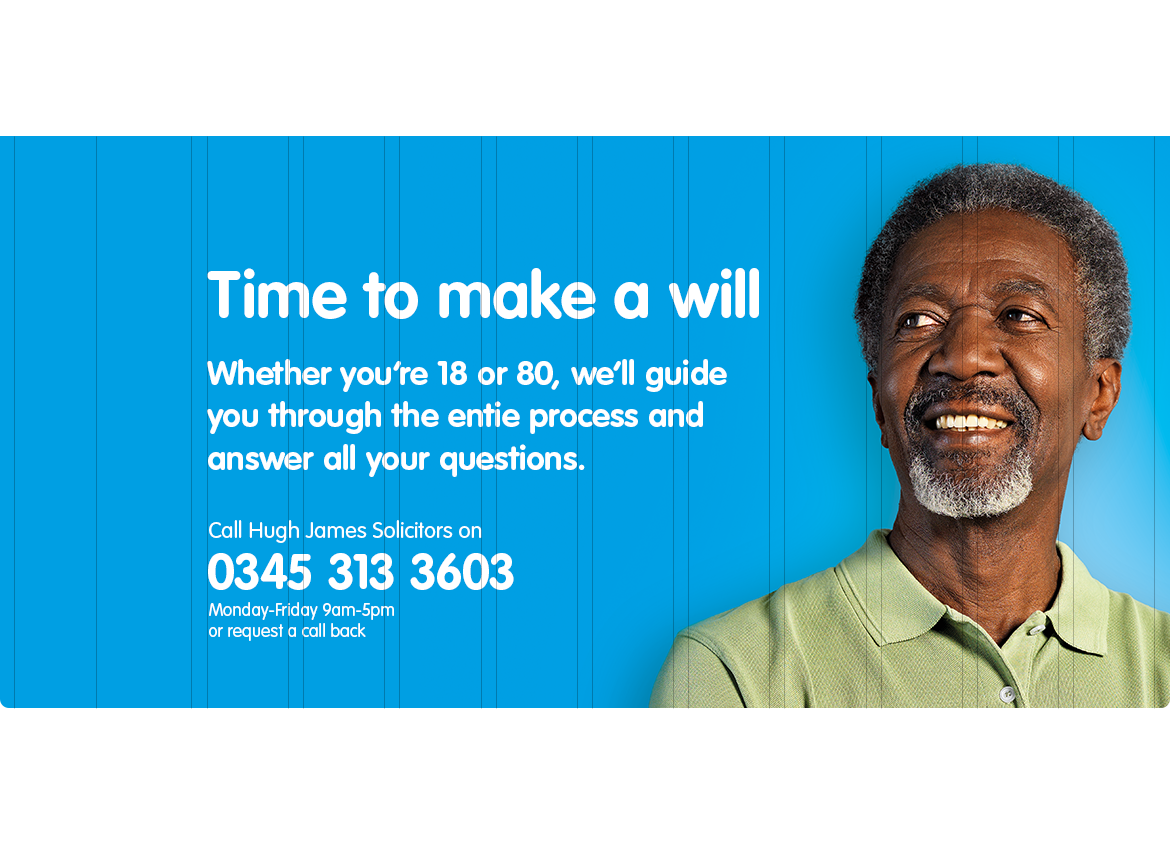 Time to make a will
Whether you're 18 or 80, we'll guide
you through the entie process and
answer all your questions.
Call Hugh James Solicitors on
0345 313 3603
Monday-Friday 9am-5pm
or request a call back